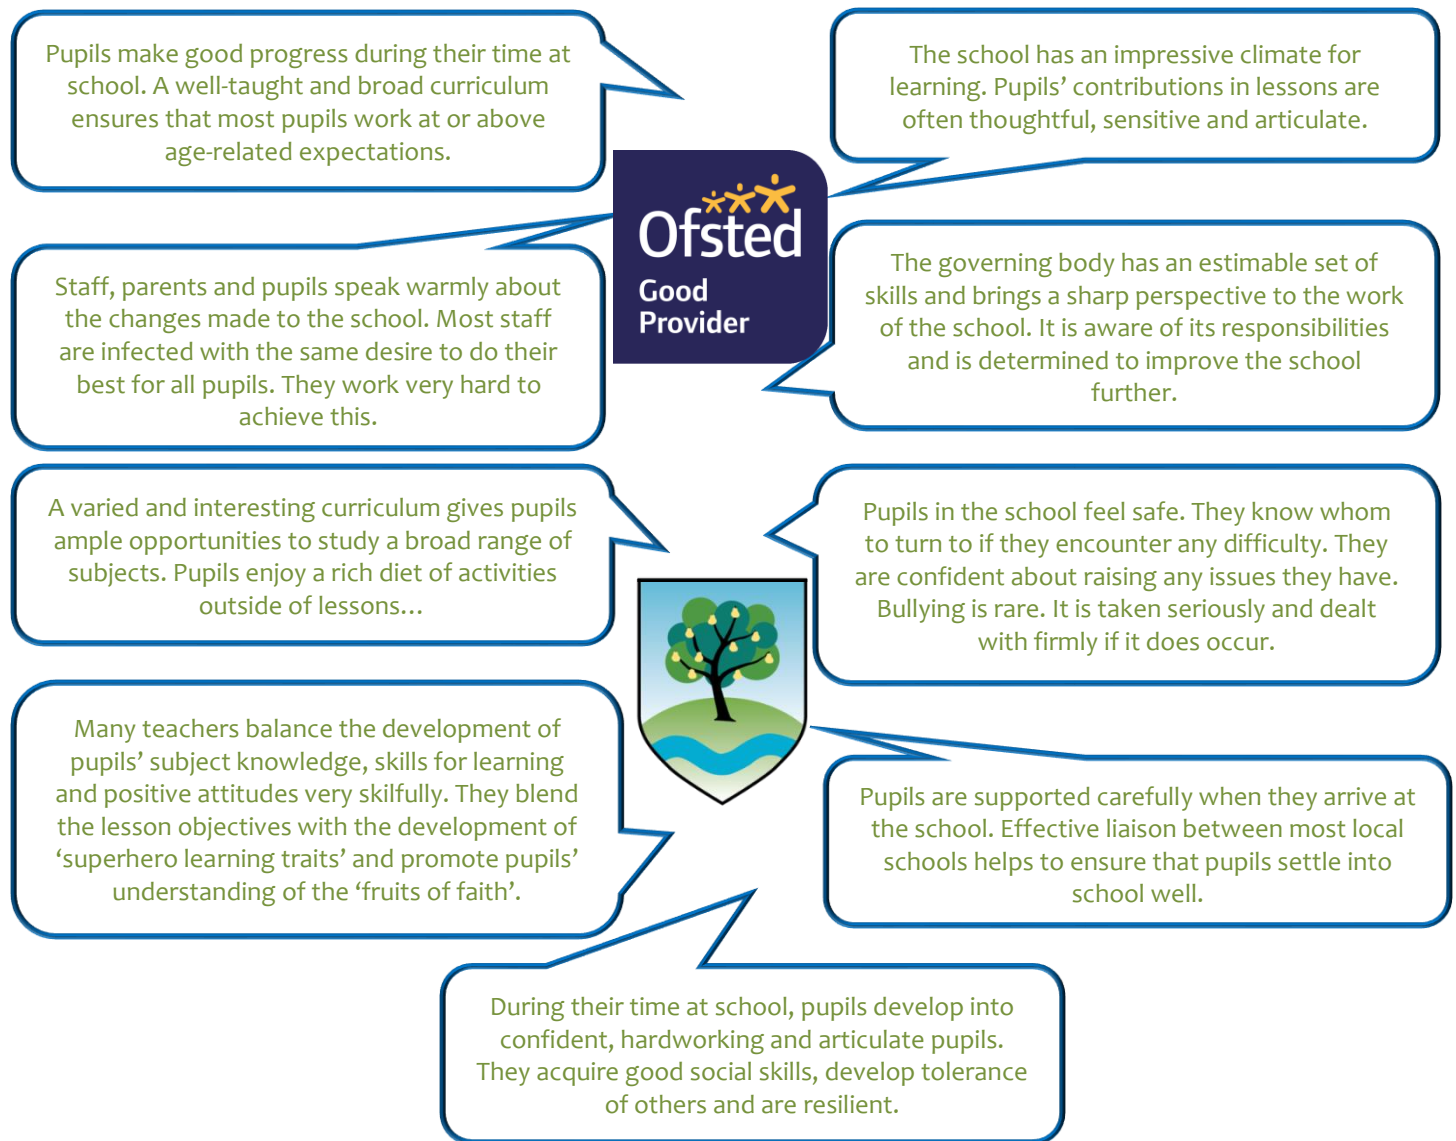 Pupils make good progress during their time at
school. A well-taught and broad curriculum
ensures that most pupils work at or above
age-related expectations.
The school has an impressive climate for
learning. Pupils’ contributions in lessons are
often thoughtful, sensitive and articulate.
Ofsted
Good
Provider
Staff, parents and pupils speak warmly about
the changes made to the school. Most staff
are infected with the same desire to do their
best for all pupils. They work very hard to
achieve this.
The governing body has an estimable set of
skills and brings a sharp perspective to the work
of the school. It is aware of its responsibilities
and is determined to improve the school
further.
A varied and interesting curriculum gives pupils
ample opportunities to study a broad range of
subjects. Pupils enjoy a rich diet of activities
outside of lessons…
Pupils in the school feel safe. They know whom
to turn to if they encounter any difficulty. They
are confident about raising any issues they have.
Bullying is rare. It is taken seriously and dealt
with firmly if it does occur.
Many teachers balance the development of
pupils’ subject knowledge, skills for learning
and positive attitudes very skilfully. They blend
the lesson objectives with the development of
‘superhero learning traits’ and promote pupils’
understanding of the ‘fruits of faith’.
Pupils are supported carefully when they arrive at
the school. Effective liaison between most local
schools helps to ensure that pupils settle into
school well.
During their time at school, pupils develop into
confident, hardworking and articulate pupils.
They acquire good social skills, develop tolerance
of others and are resilient.